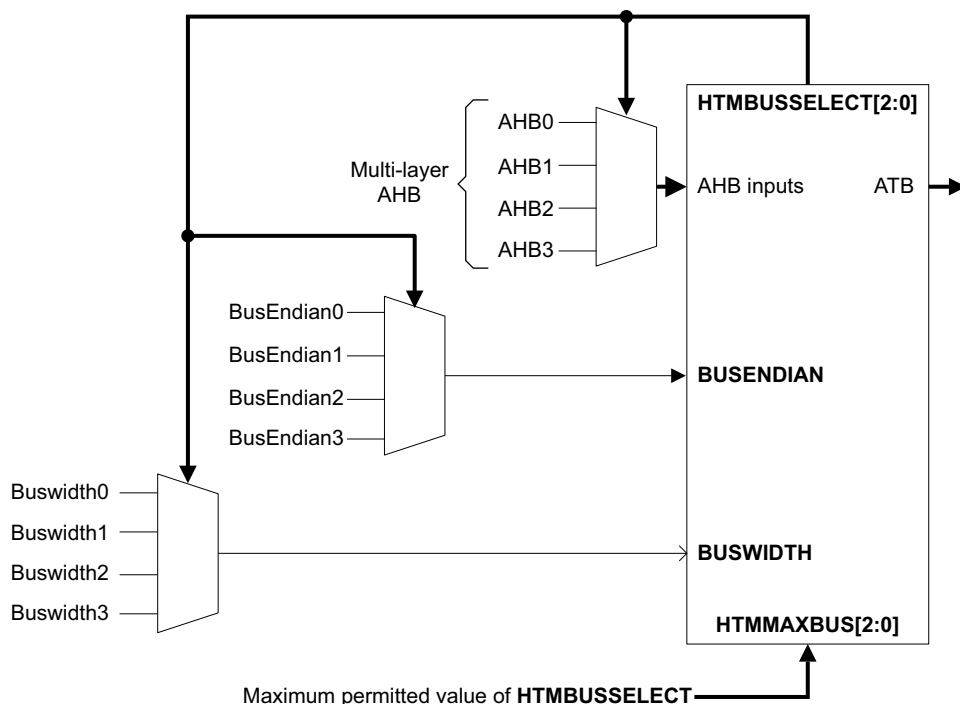 HTMBUSSELECT[2:0]
AHB0
AHB1
AHB2
AHB3
Multi-layer
AHB
AHB inputs
ATB
BusEndian0
BusEndian1
BusEndian2
BusEndian3
BUSENDIAN
Buswidth0
Buswidth1
Buswidth2
Buswidth3
BUSWIDTH
HTMMAXBUS[2:0]
Maximum permitted value of HTMBUSSELECT